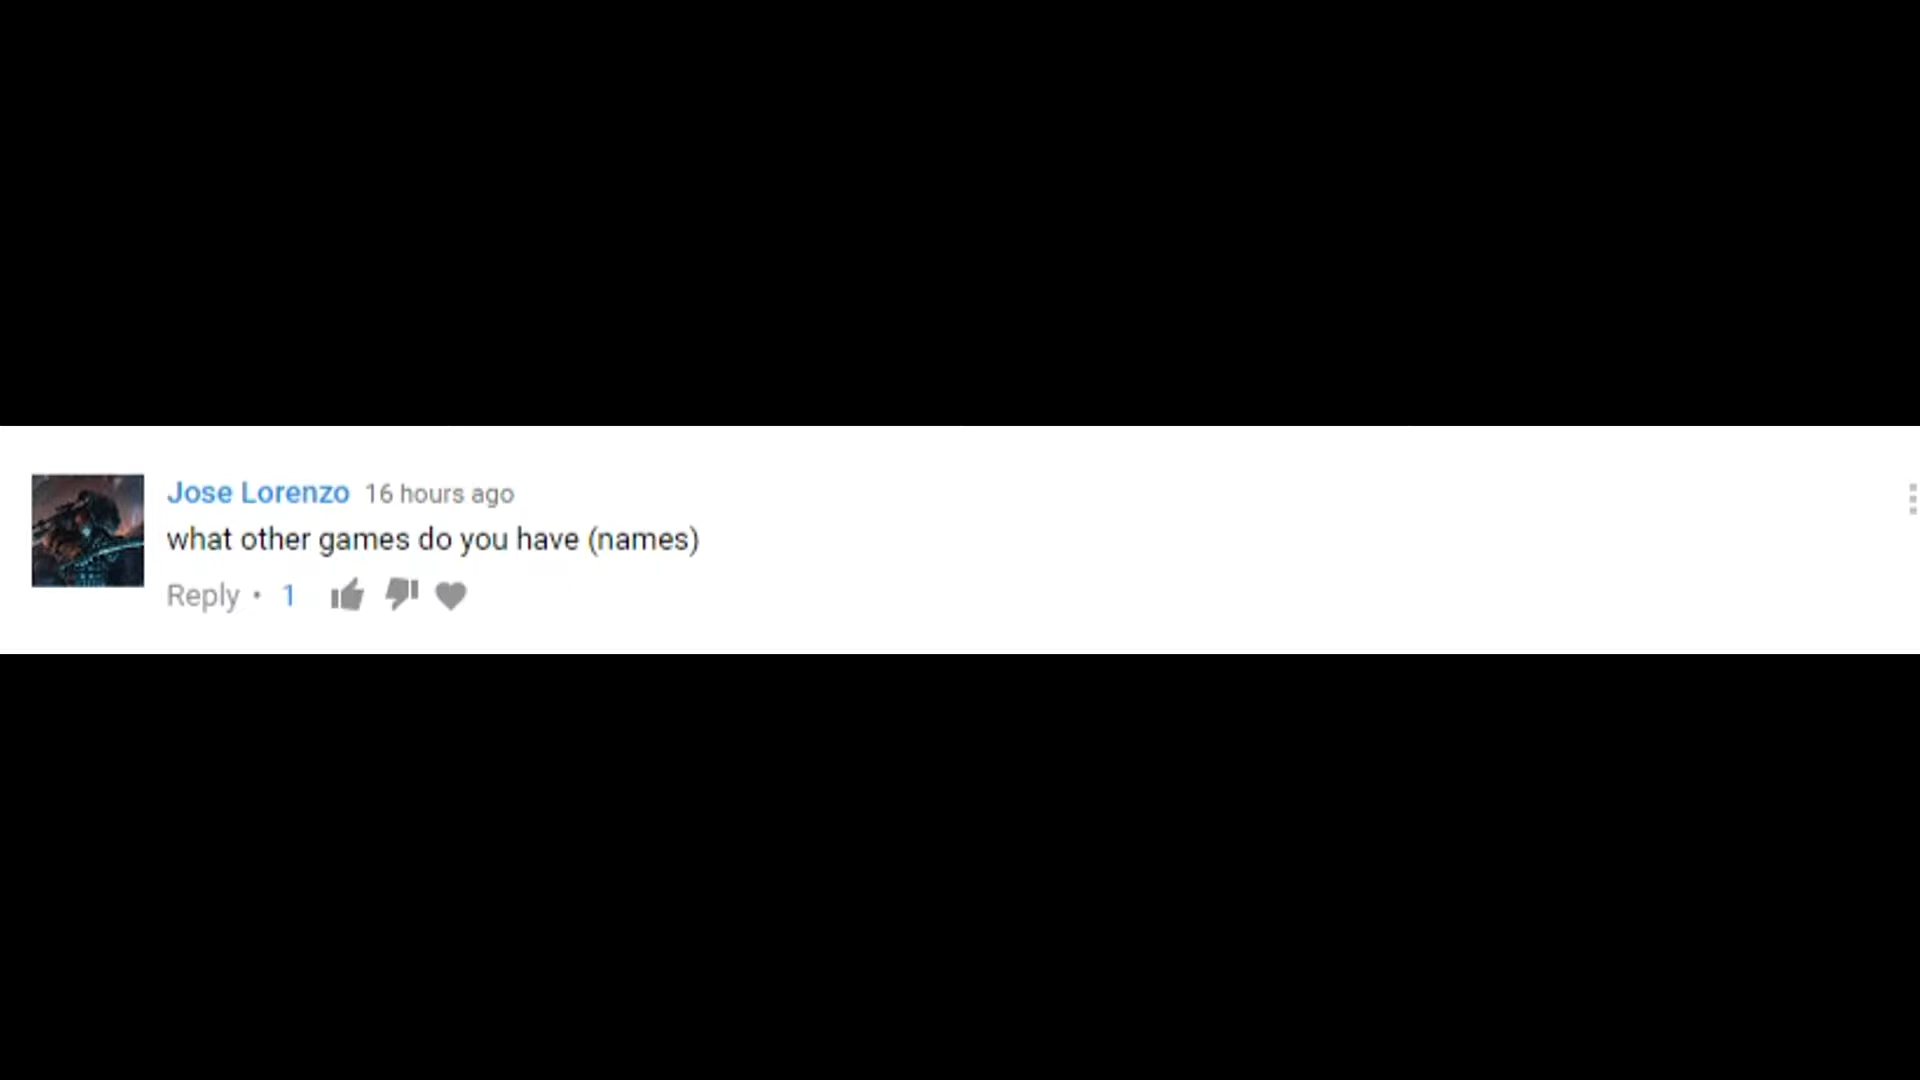 Jose Lorenzo 16 hours ago
what other games do you have (names)
Reply • 1